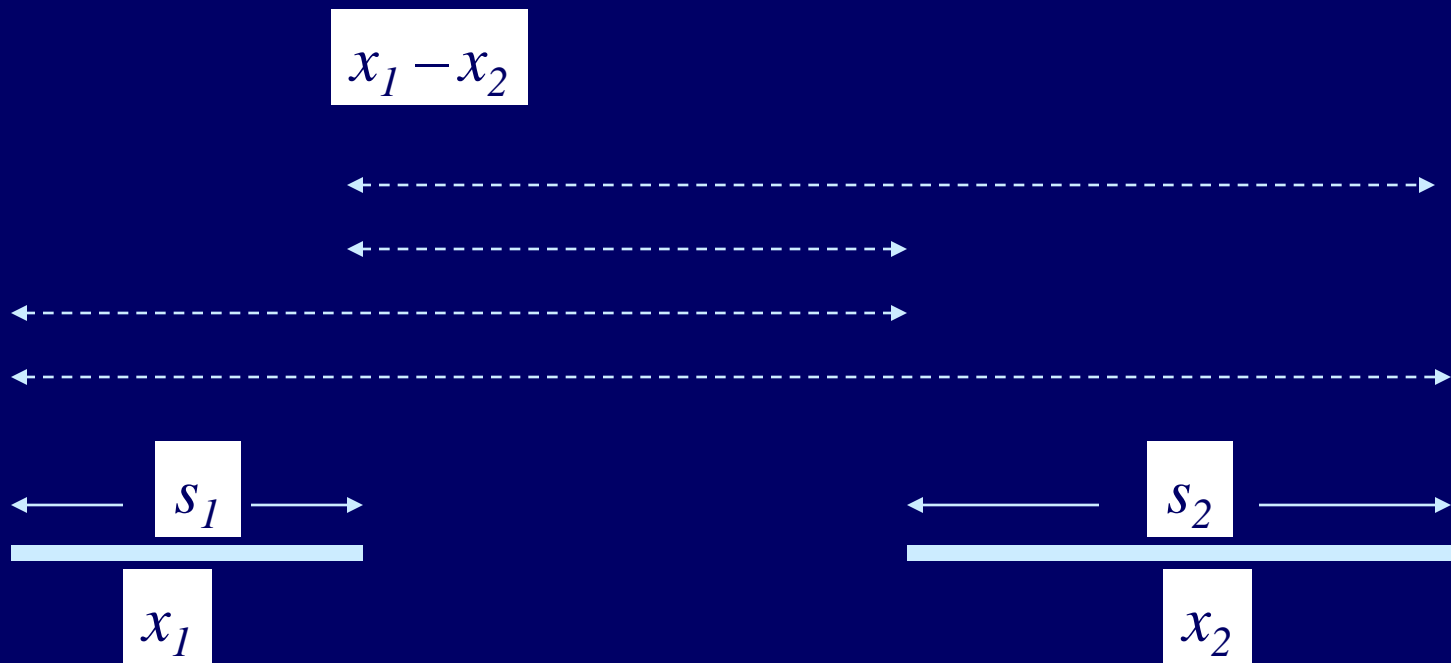 x₁ – x₂
s₁ s₂
x₁ x₂